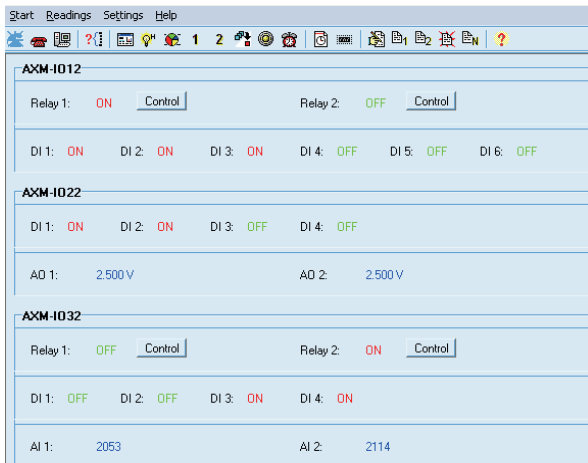 Start Readings Settings Help
?{} H 1 2 1 2 N ?
AXM-IO12
Relay 1: ON Control Relay 2: OFF Control
DI 1: ON DI 2: ON DI 3: ON DI 4: OFF DI 5: OFF DI 6: OFF
AXM-IO22
DI 1: ON DI 2: ON DI 3: OFF DI 4: OFF
AO 1: 2.500 V AO 2: 2.500 V
AXM-IO32
Relay 1: OFF Control Relay 2: ON Control
DI 1: OFF DI 2: OFF DI 3: ON DI 4: ON
AI 1: 2053 AI 2: 2114